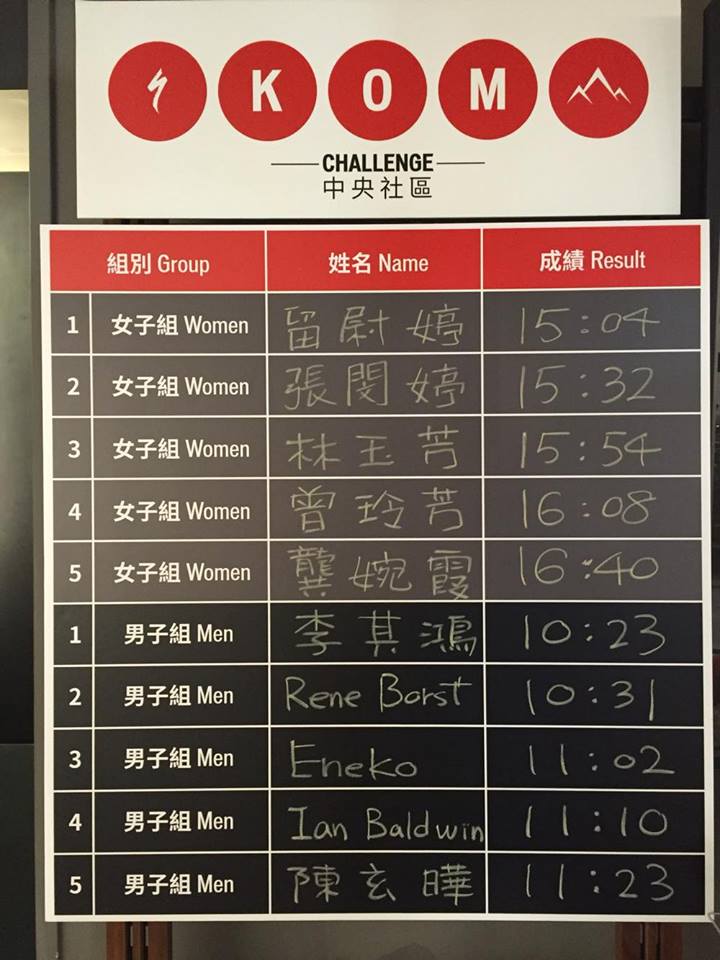 K O M
CHALLENGE
中央社區
組別 Group 姓名 Name 成績 Result
1 女子組 Women 留尉婷 15:04
2 女子組 Women 張閔婷 15:32
3 女子組 Women 林玉芳 15:54
4 女子組 Women 曾玲芳 16:08
5 女子組 Women 龔婉霞 16:40
1 男子組 Men 李其鴻 10:23
2 男子組 Men Rene Borst 10:31
3 男子組 Men Eneko 11:02
4 男子組 Men Ian Baldwin 11:10
5 男子組 Men 陳玄曄 11:23